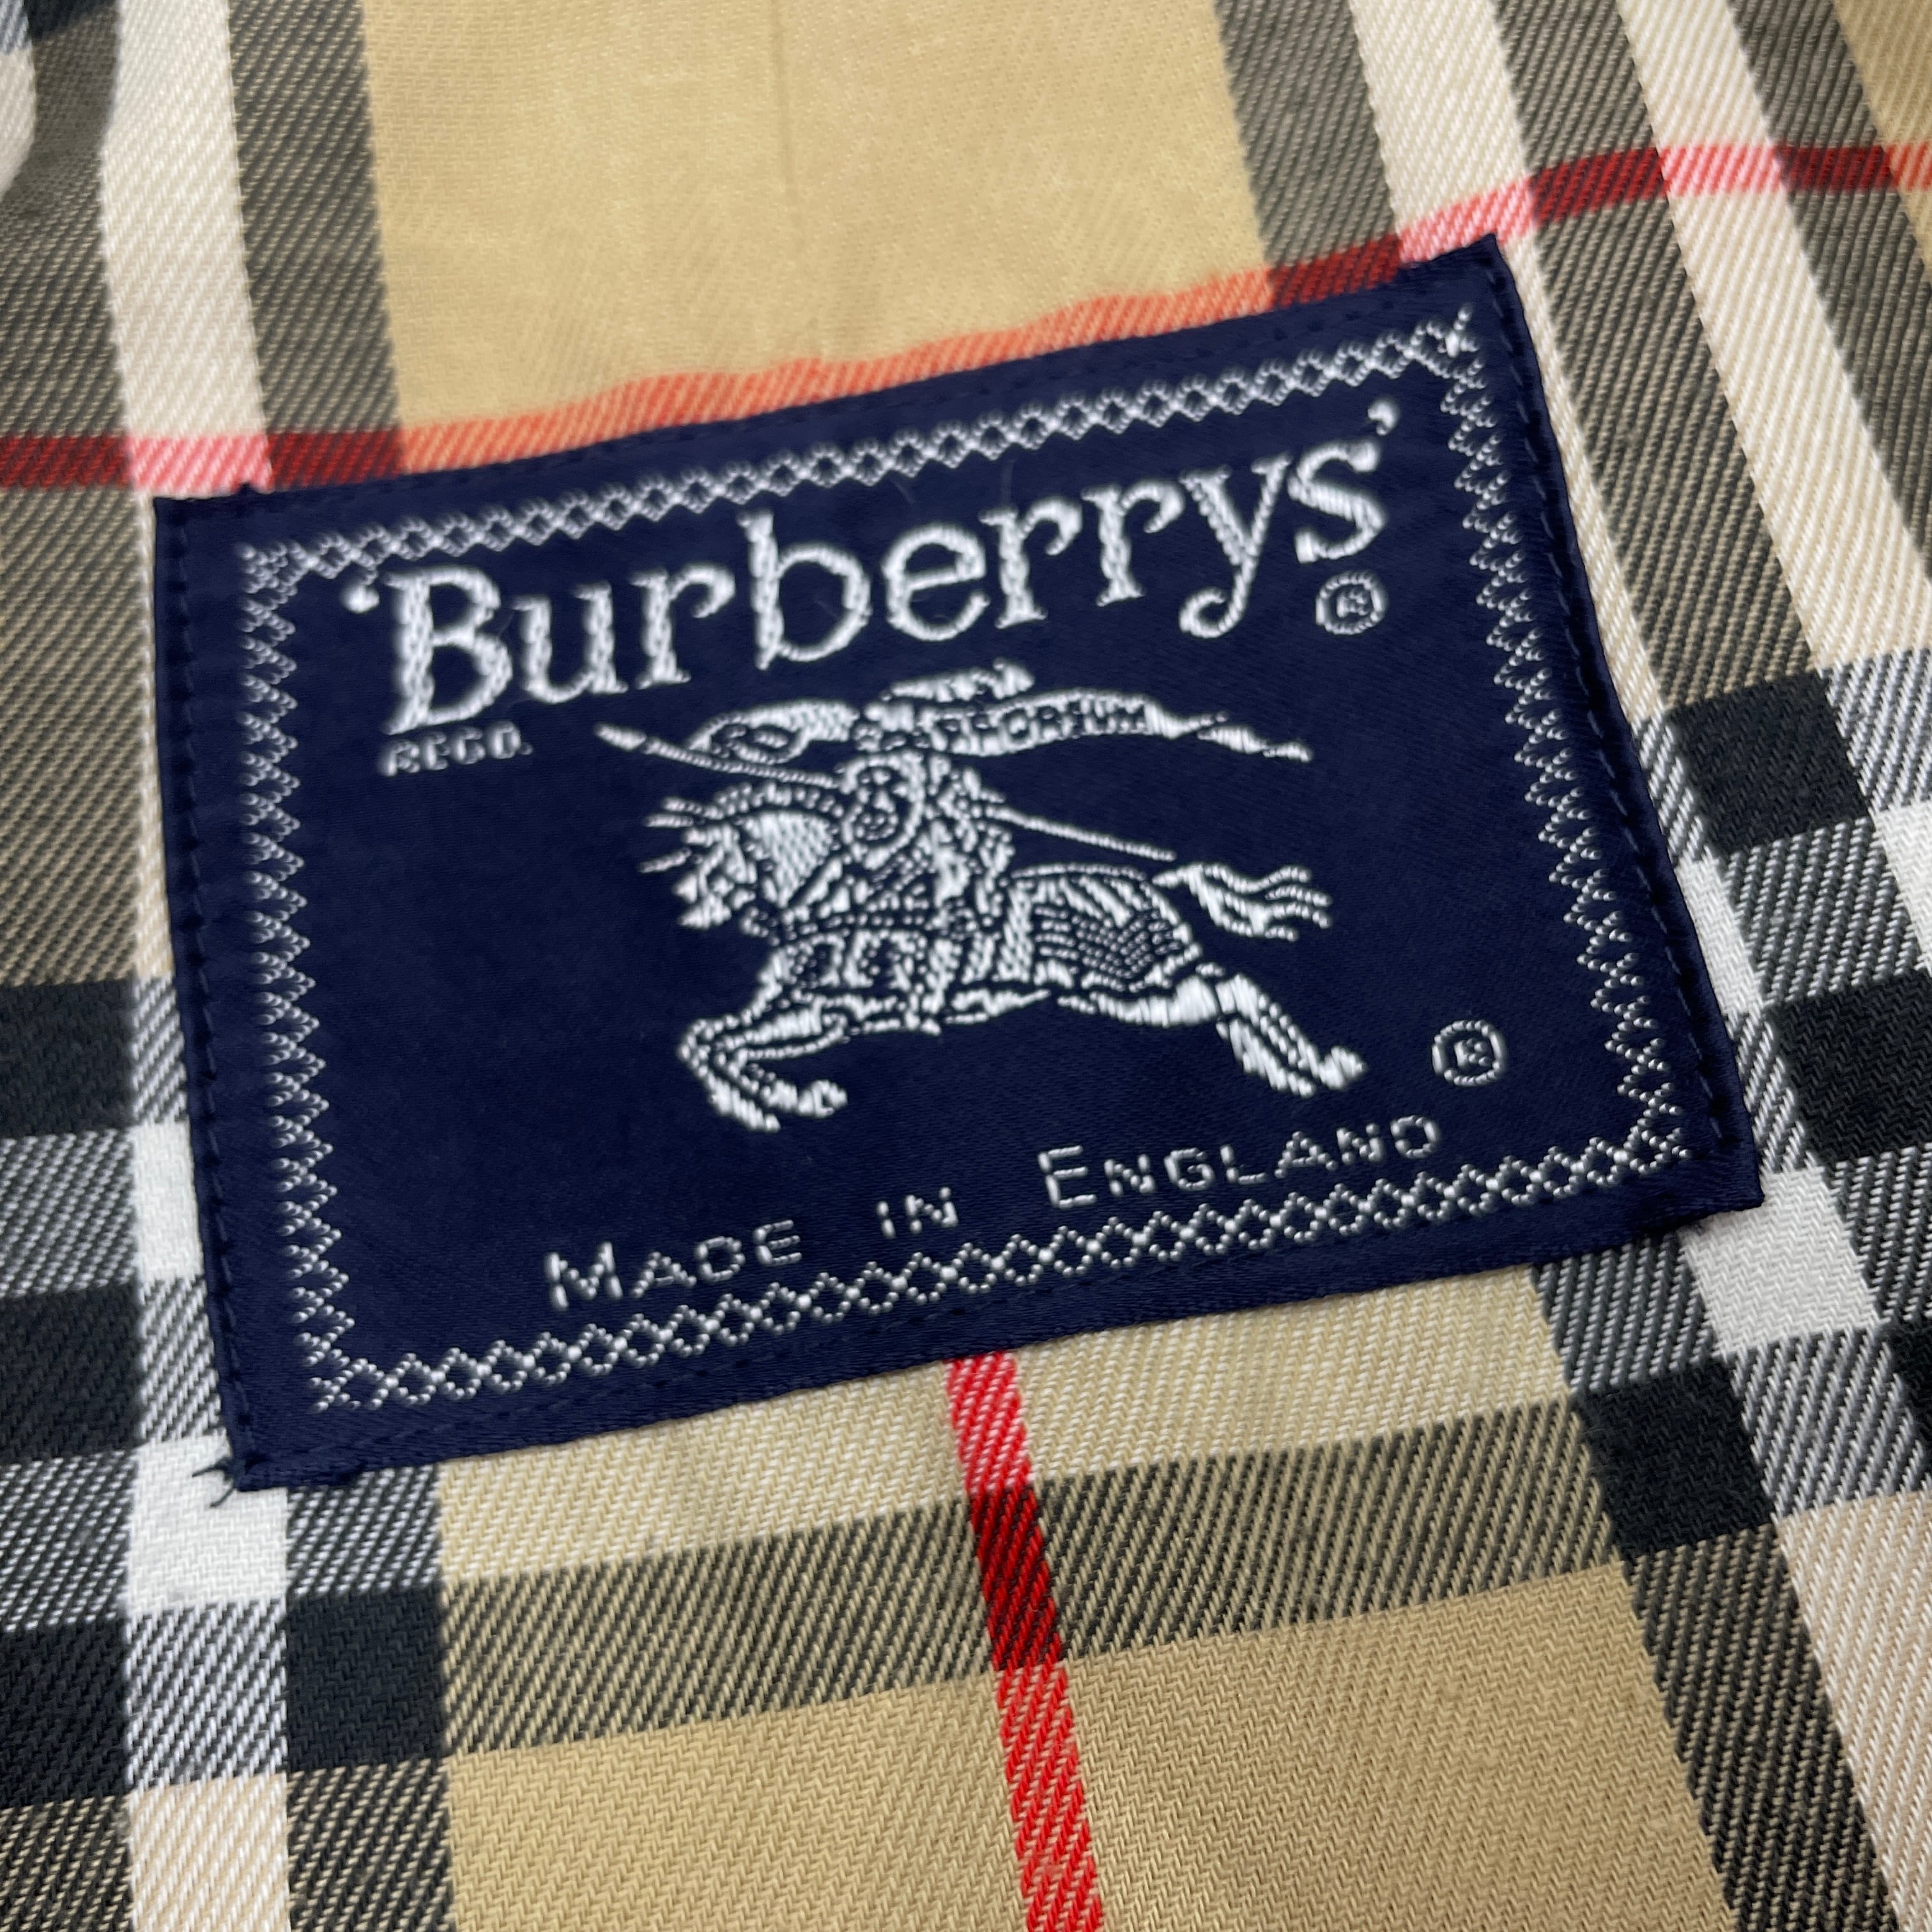 'Burberrys' ®
REGD.
PRORSUM
®
MADE IN ENGLAND